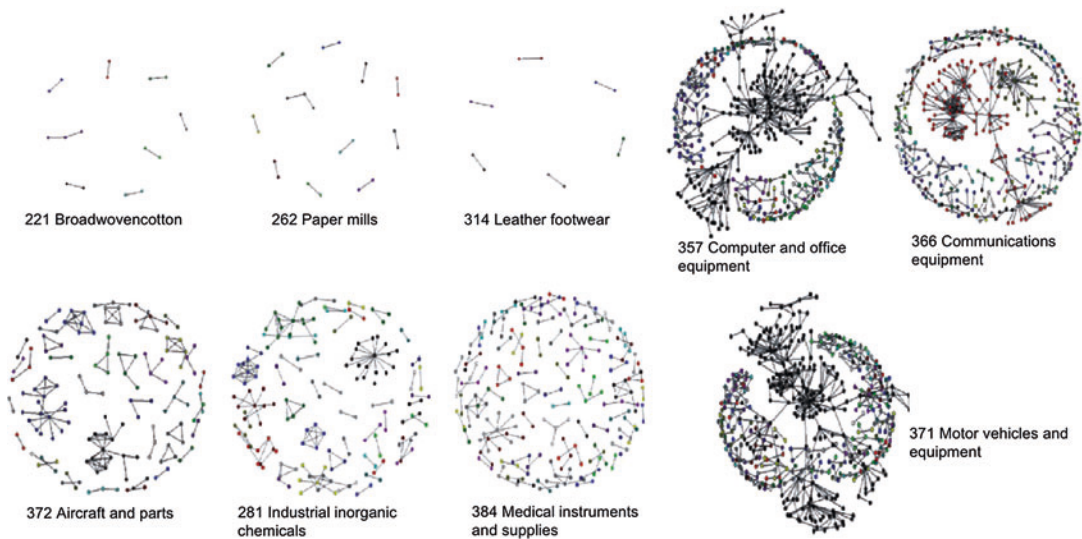 221 Broadwovencotton
262 Paper mills
314 Leather footwear
357 Computer and office
equipment
366 Communications
equipment
372 Aircraft and parts
281 Industrial inorganic
chemicals
384 Medical instruments
and supplies
371 Motor vehicles and
equipment